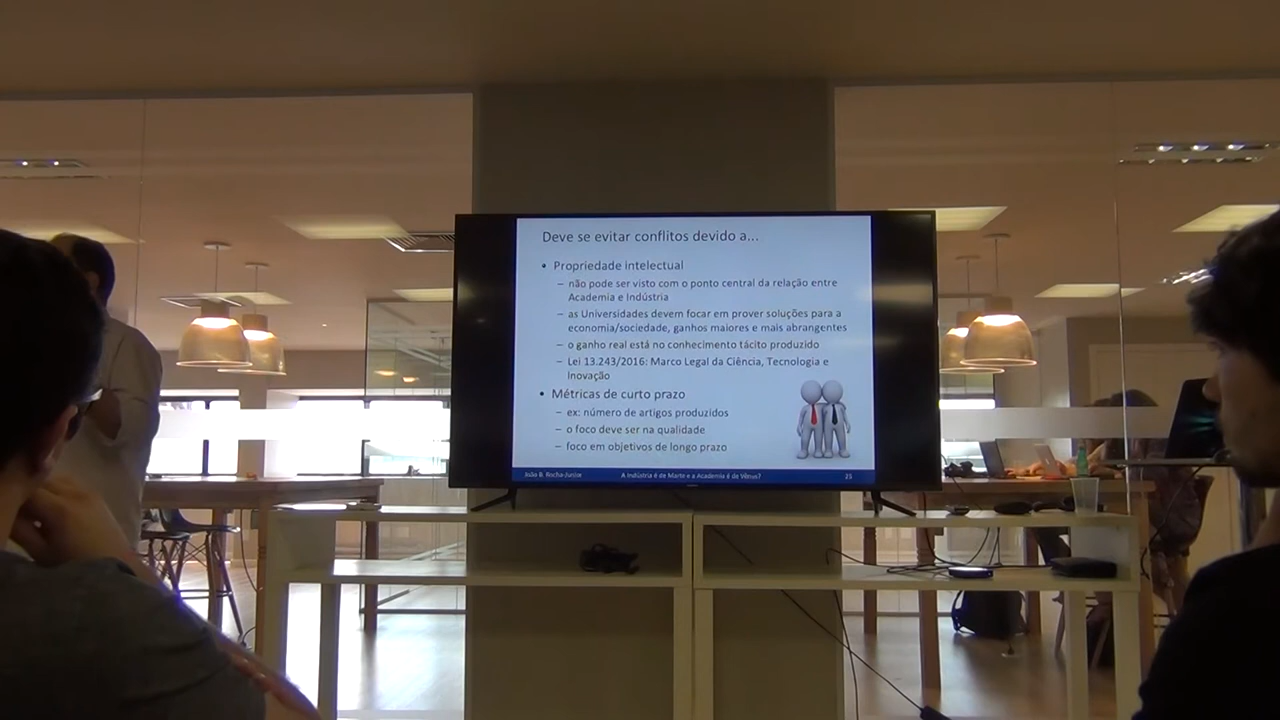 Deve se evitar conflitos devido a...
• Propriedade intelectual
– não pode ser visto com o ponto central da relação entre
Academia e Indústria
– as Universidades devem focar em prover soluções para a
economia/sociedade, ganhos maiores e mais abrangentes
– o ganho real está no conhecimento tácito produzido
– Lei 13.243/2016: Marco Legal da Ciência, Tecnologia e
Inovação
• Métricas de curto prazo
– ex: número de artigos produzidos
– o foco deve ser na qualidade
– foco em objetivos de longo prazo
João B. Rocha-Junior A Indústria é de Marte e a Academia é de Vênus? 25